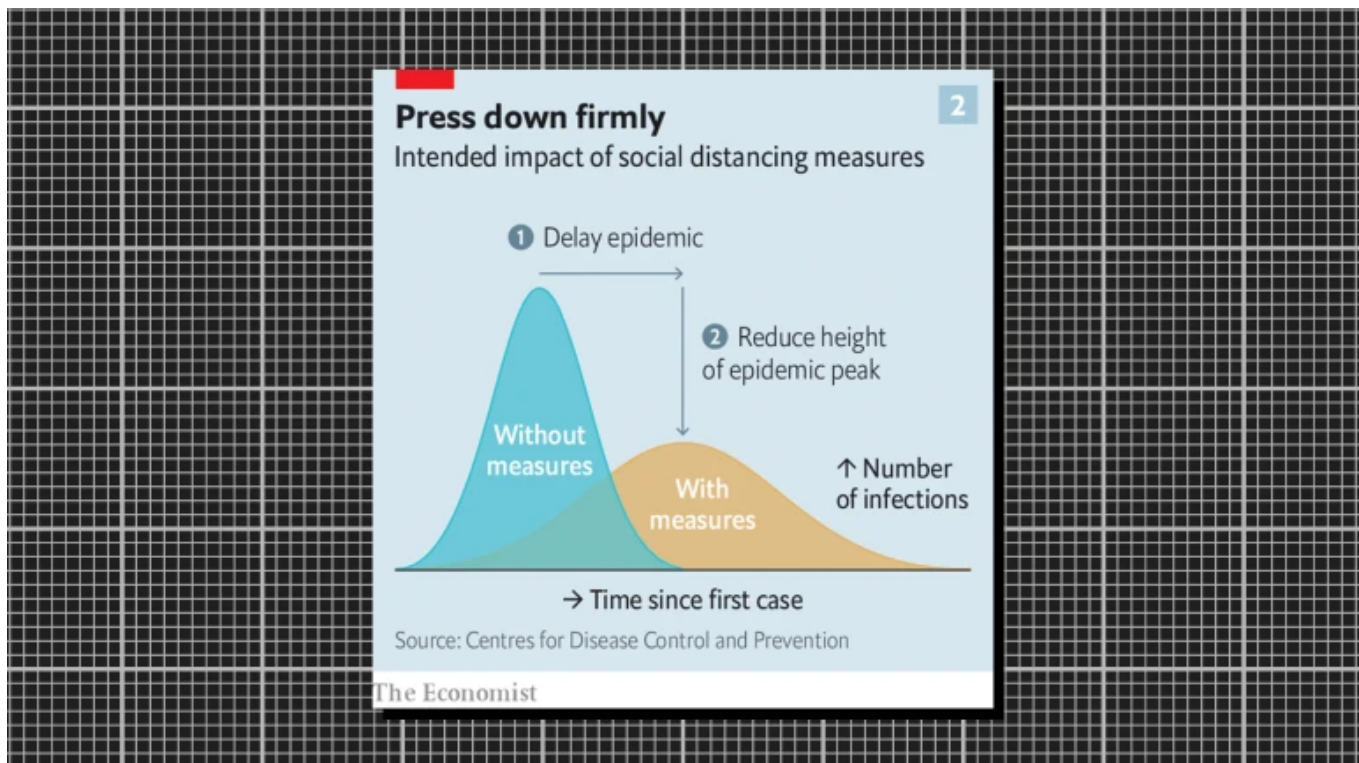 Press down firmly
2
Intended impact of social distancing measures
1 Delay epidemic
2 Reduce height
of epidemic peak
Without
measures
With
measures
↑ Number
of infections
→ Time since first case
Source: Centres for Disease Control and Prevention
The Economist